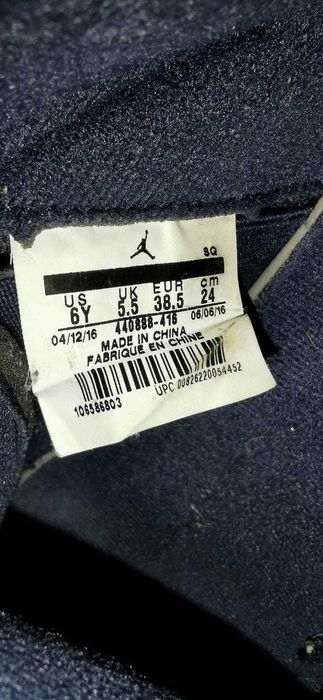 SQ
US UK EUR cm
6Y 5.5 38.5 24
04/12/16 440888-416 06/06/16
MADE IN CHINA
FABRIQUE EN CHINE
106586803
UPC 00826220054452